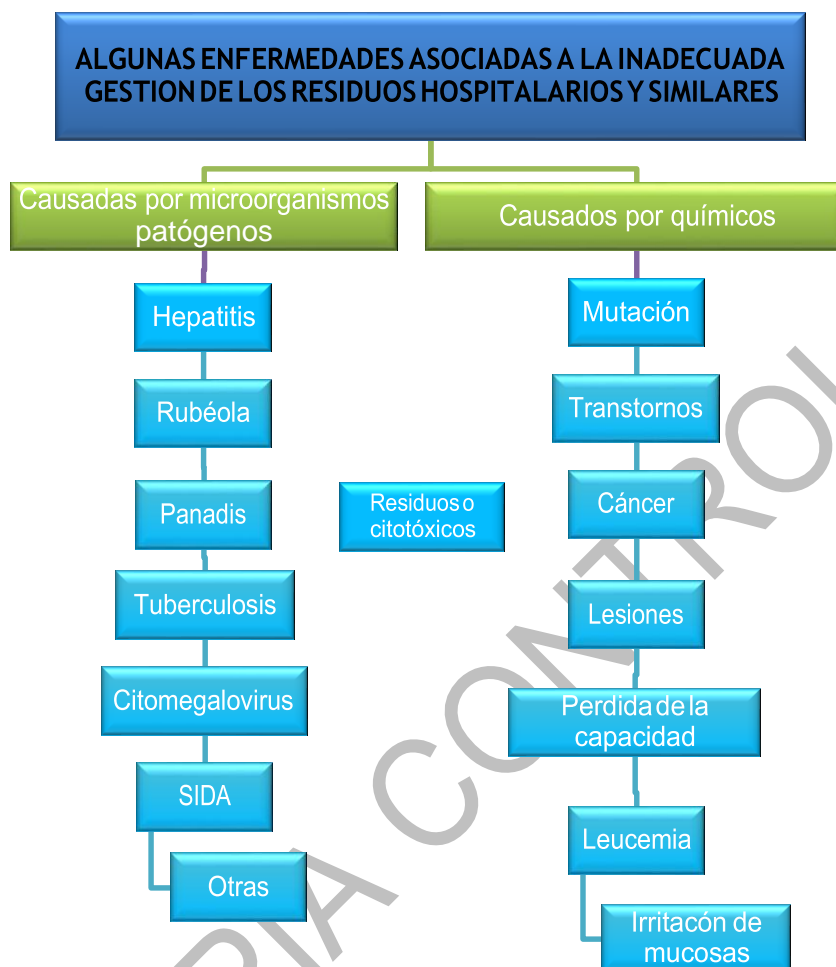 ALGUNAS ENFERMEDADES ASOCIADAS A LA INADECUADA
GESTION DE LOS RESIDUOS HOSPITALARIOS Y SIMILARES
Causadas por microorganismos
patógenos
Hepatitis
Rubéola
Panadis
Tuberculosis
Citomegalovirus
SIDA
Otras
Residuos o
citotóxicos
Causados por químicos
Mutación
Transtornos
Cáncer
Lesiones
Perdida de la
capacidad
Leucemia
Irritacón de
mucosas